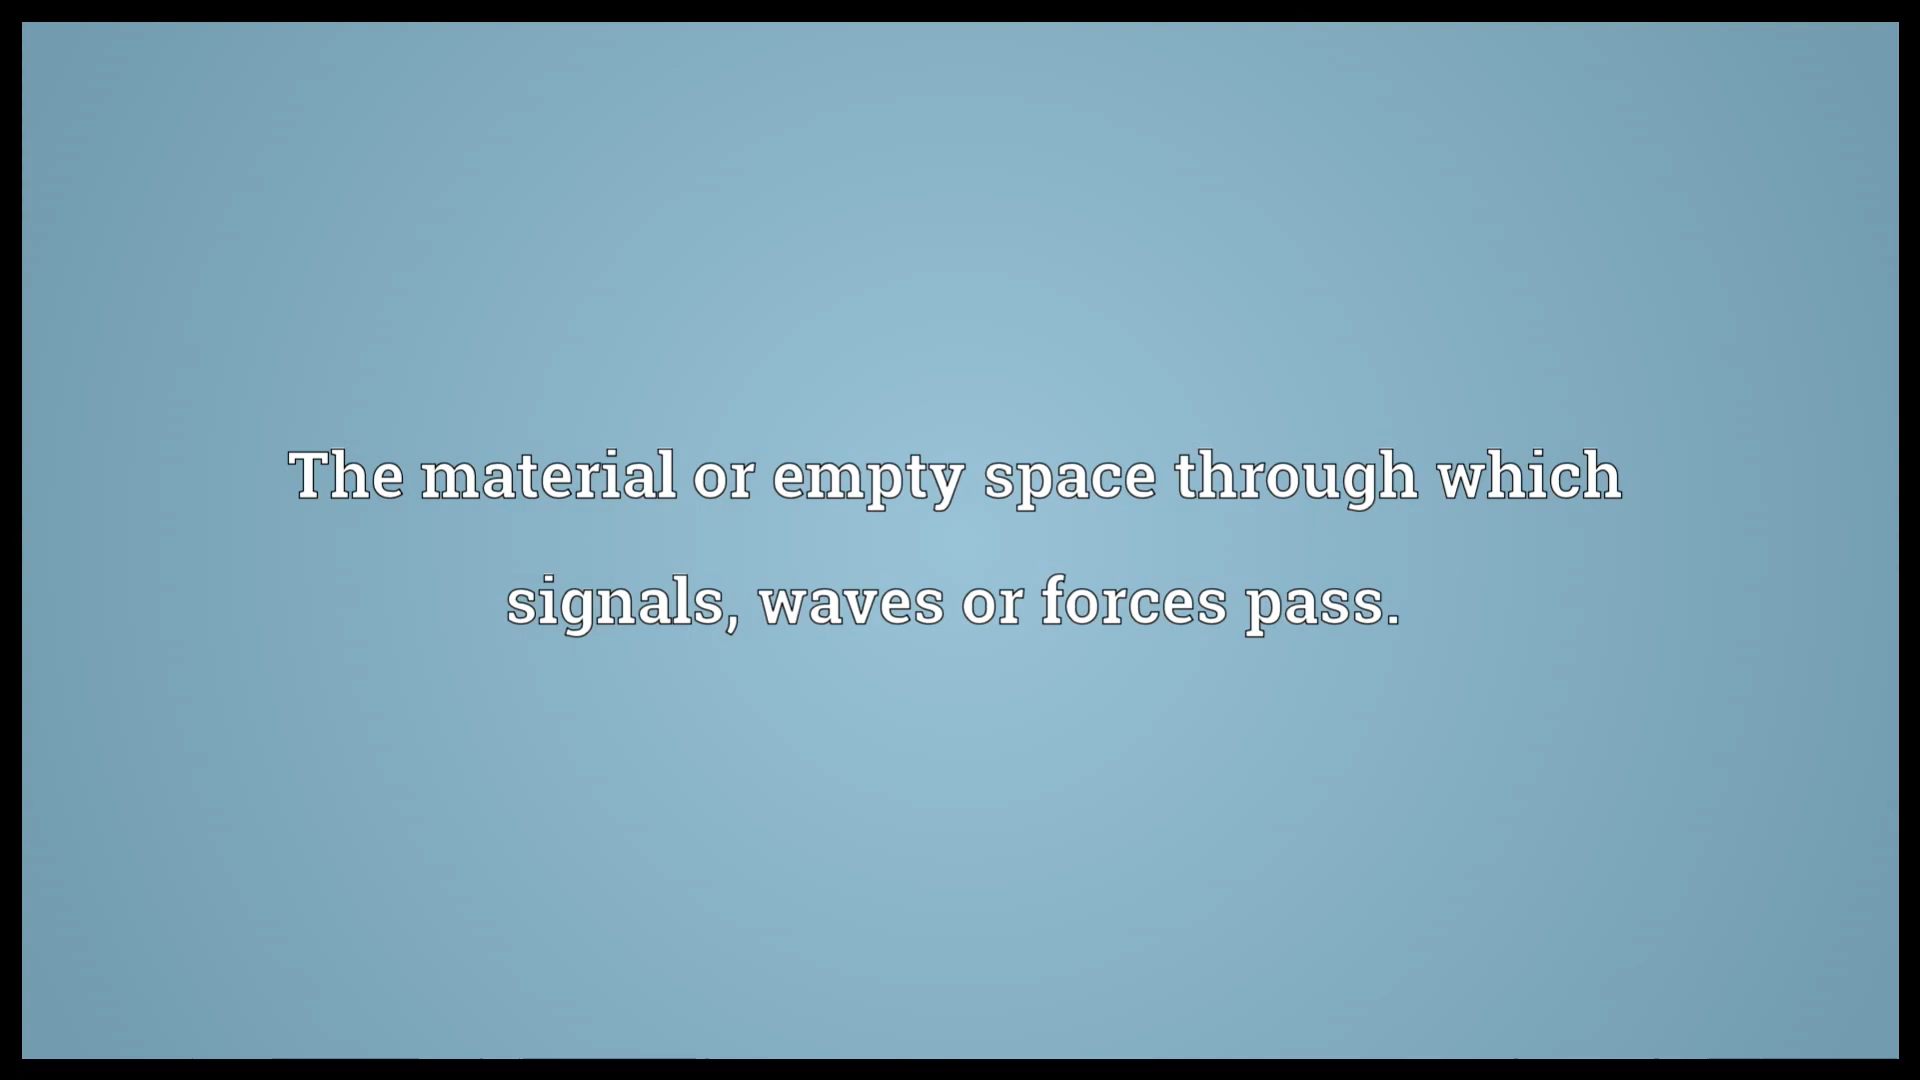 The material or empty space through which
signals, waves or forces pass.